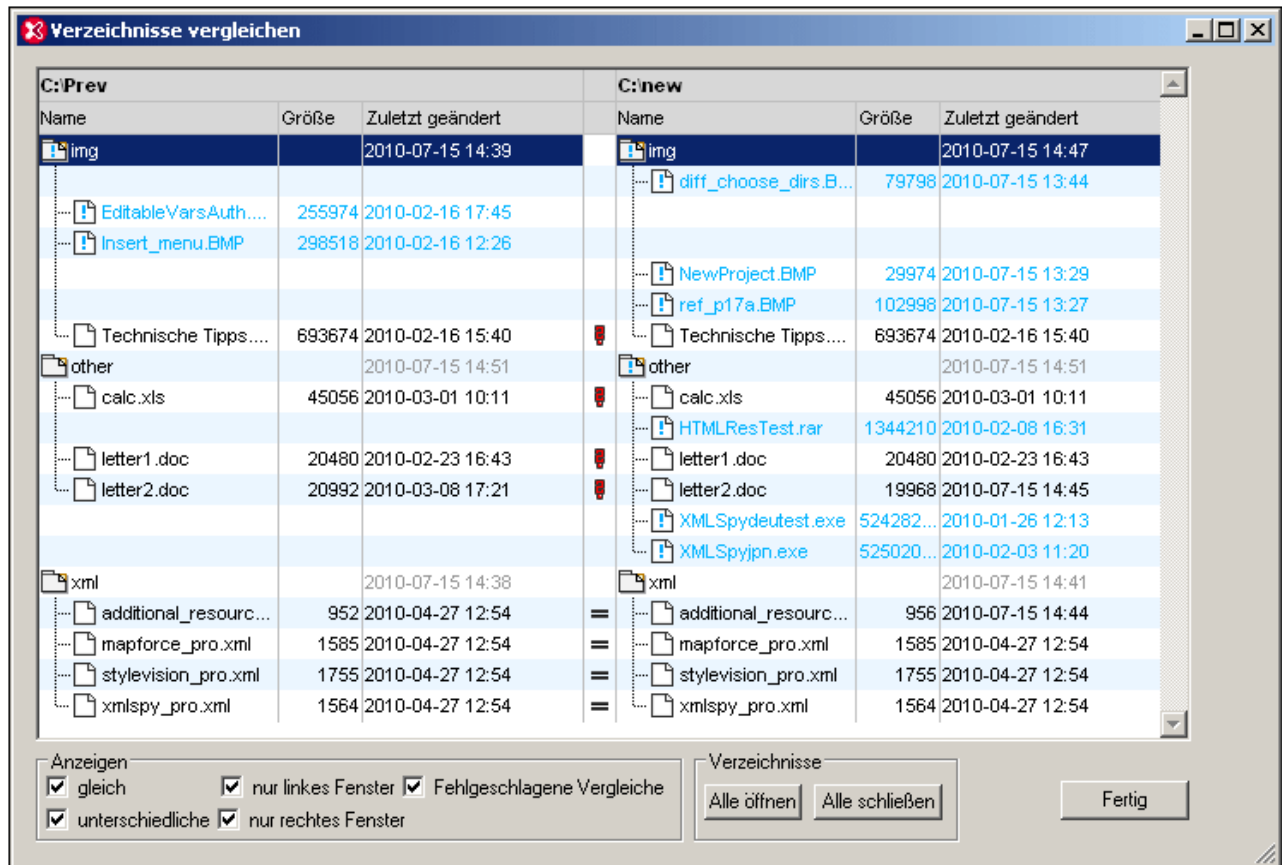 Verzeichnisse vergleichen
C:\Prev C:\new
Name Größe Zuletzt geändert Name Größe Zuletzt geändert
img 2010-07-15 14:39 img 2010-07-15 14:47
diff_choose_dirs.B... 79798 2010-07-15 13:44
EditableVarsAuth.... 255974 2010-02-16 17:45
Insert_menu.BMP 298518 2010-02-16 12:26
NewProject.BMP 29974 2010-07-15 13:29
ref_p17a.BMP 102998 2010-07-15 13:27
Technische Tipps.... 693674 2010-02-16 15:40 Technische Tipps.... 693674 2010-02-16 15:40
other 2010-07-15 14:51 other 2010-07-15 14:51
calc.xls 45056 2010-03-01 10:11 calc.xls 45056 2010-03-01 10:11
HTMLResTest.rar 1344210 2010-02-08 16:31
letter1.doc 20480 2010-02-23 16:43 letter1.doc 20480 2010-02-23 16:43
letter2.doc 20992 2010-03-08 17:21 letter2.doc 19968 2010-07-15 14:45
XMLSpydeutest.exe 524282... 2010-01-26 12:13
XMLSpyjpn.exe 525020... 2010-02-03 11:20
xml 2010-07-15 14:38 xml 2010-07-15 14:41
additional_resourc... 952 2010-04-27 12:54 = additional_resourc... 956 2010-07-15 14:44
mapforce_pro.xml 1585 2010-04-27 12:54 = mapforce_pro.xml 1585 2010-04-27 12:54
stylevision_pro.xml 1755 2010-04-27 12:54 = stylevision_pro.xml 1755 2010-04-27 12:54
xmlspy_pro.xml 1564 2010-04-27 12:54 = xmlspy_pro.xml 1564 2010-04-27 12:54
Anzeigen Verzeichnisse
gleich nur linkes Fenster Fehlgeschlagene Vergleiche
Alle öffnen Alle schließen Fertig
unterschiedliche nur rechtes Fenster